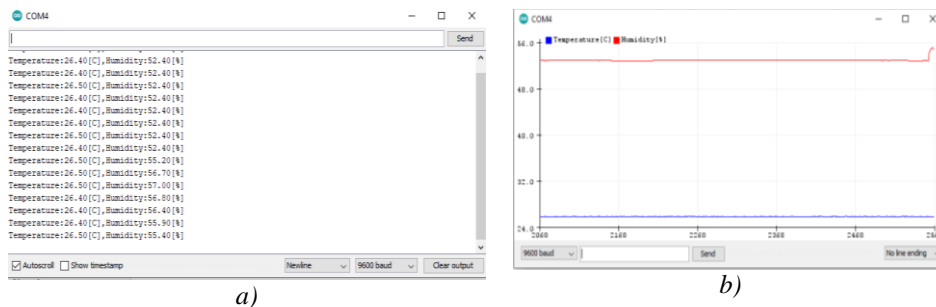 COM4
Send
Temperature:26.40[C],Humidity:52.40[%]
Temperature:26.40[C],Humidity:52.40[%]
Temperature:26.50[C],Humidity:52.40[%]
Temperature:26.40[C],Humidity:52.40[%]
Temperature:26.40[C],Humidity:52.40[%]
Temperature:26.40[C],Humidity:52.40[%]
Temperature:26.50[C],Humidity:52.40[%]
Temperature:26.40[C],Humidity:52.40[%]
Temperature:26.50[C],Humidity:55.20[%]
Temperature:26.50[C],Humidity:56.70[%]
Temperature:26.50[C],Humidity:57.00[%]
Temperature:26.40[C],Humidity:56.80[%]
Temperature:26.40[C],Humidity:56.40[%]
Temperature:26.40[C],Humidity:55.90[%]
Temperature:26.50[C],Humidity:55.40[%]
Autoscroll Show timestamp Newline 9600 baud Clear output
a)
COM4
Temperature[C] Humidity[%]
56.0
48.0
40.0
32.0
24.0
2060 2160 2260 2360 2460
9600 baud Send No line ending
b)